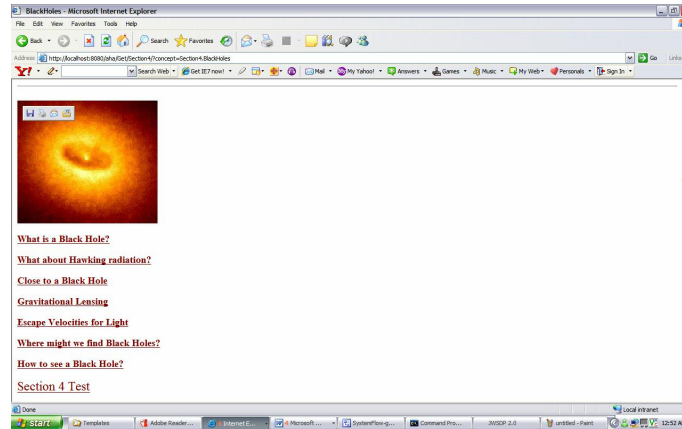 BlackHoles - Microsoft Internet Explorer
File Edit View Favorites Tools Help
Back Search Favorites
Address http://localhost:8080/aha/Get/Section4/?concept=Section4.BlackHoles Go Links
Y! Search Web Get IE7 now! Mail My Yahoo! Answers Games Music My Web Personals Sign In
What is a Black Hole?
What about Hawking radiation?
Close to a Black Hole
Gravitational Lensing
Escape Velocities for Light
Where might we find Black Holes?
How to see a Black Hole?
Section 4 Test
Done Local intranet
start Templates Adobe Reader... Internet E... Microsoft ... SystemFlow-g... Command Pro... JWSDP 2.0 untitled - Paint 12:52 A